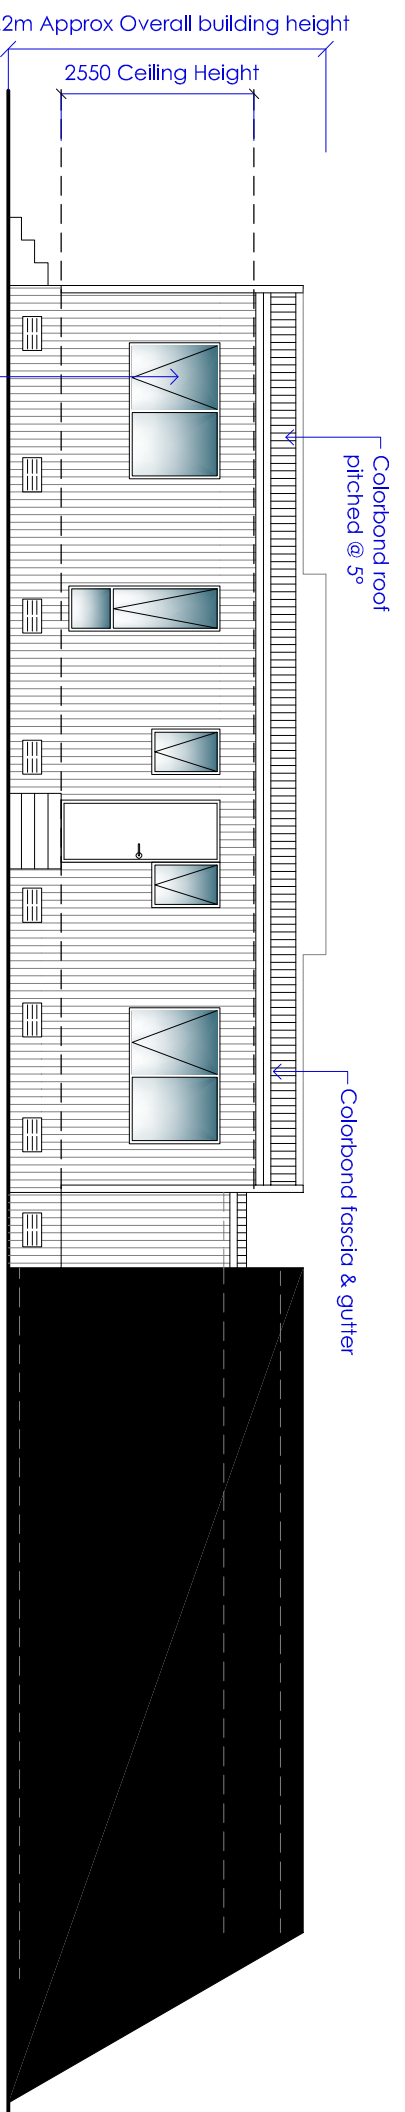 2m Approx Overall building height
2550 Ceiling Height
Colorbond roof
pitched @ 5°
Colorbond fascia & gutter